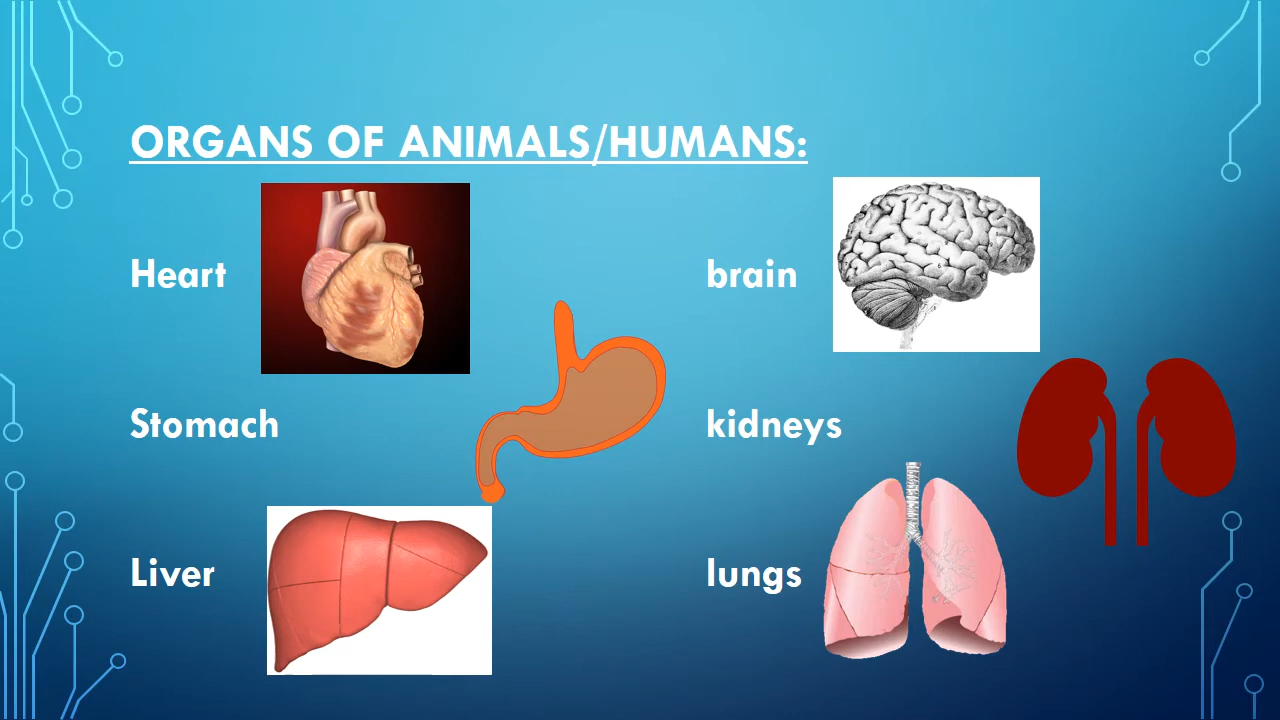 ORGANS OF ANIMALS/HUMANS:
Heart
brain
Stomach
kidneys
Liver
lungs